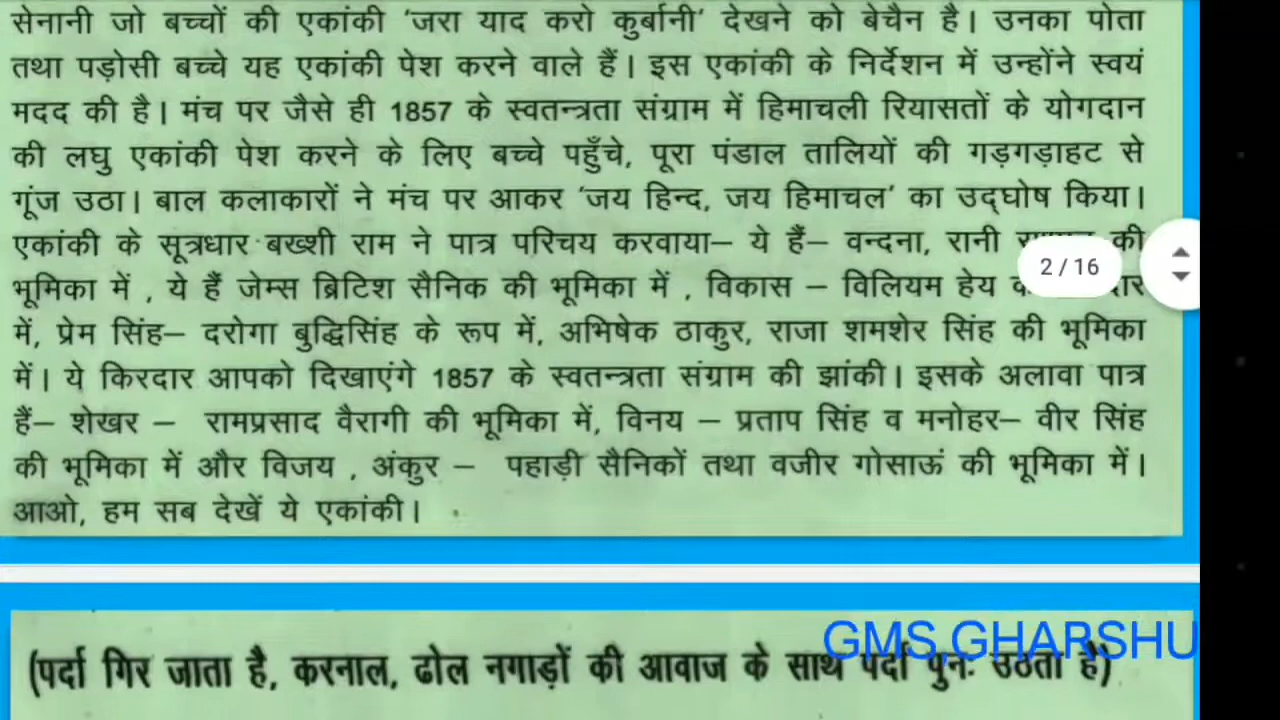 सेनानी जो बच्चों की एकांकी ‘जरा याद करो कुर्बानी’ देखने को बेचैन है। उनका पोता
तथा पड़ोसी बच्चे यह एकांकी पेश करने वाले हैं। इस एकांकी के निर्देशन में उन्होंने स्वयं
मदद की है। मंच पर जैसे ही 1857 के स्वतन्त्रता संग्राम में हिमाचली रियासतों के योगदान
की लघु एकांकी पेश करने के लिए बच्चे पहुँचे, पूरा पंडाल तालियों की गड़गड़ाहट से
गूंज उठा। बाल कलाकारों ने मंच पर आकर ‘जय हिन्द, जय हिमाचल’ का उद्घोष किया।
एकांकी के सूत्रधार बख्शी राम ने पात्र परिचय करवाया– ये हैं– वन्दना, रानी की
भूमिका में , ये हैं जेम्स ब्रिटिश सैनिक की भूमिका में , विकास – विलियम हेय
2 / 16
में, प्रेम सिंह– दरोगा बुद्धिसिंह के रूप में, अभिषेक ठाकुर, राजा शमशेर सिंह की भूमिका
में। ये किरदार आपको दिखाएंगे 1857 के स्वतन्त्रता संग्राम की झांकी। इसके अलावा पात्र
हैं– शेखर – रामप्रसाद वैरागी की भूमिका में, विनय – प्रताप सिंह व मनोहर– वीर सिंह
की भूमिका में और विजय , अंकुर – पहाड़ी सैनिकों तथा वजीर गोसाऊं की भूमिका में।
आओ, हम सब देखें ये एकांकी।
GMS,GHARSHU
(पर्दा गिर जाता है, करनाल, ढोल नगाड़ों की आवाज के साथ पर्दा पुनः उठता है)